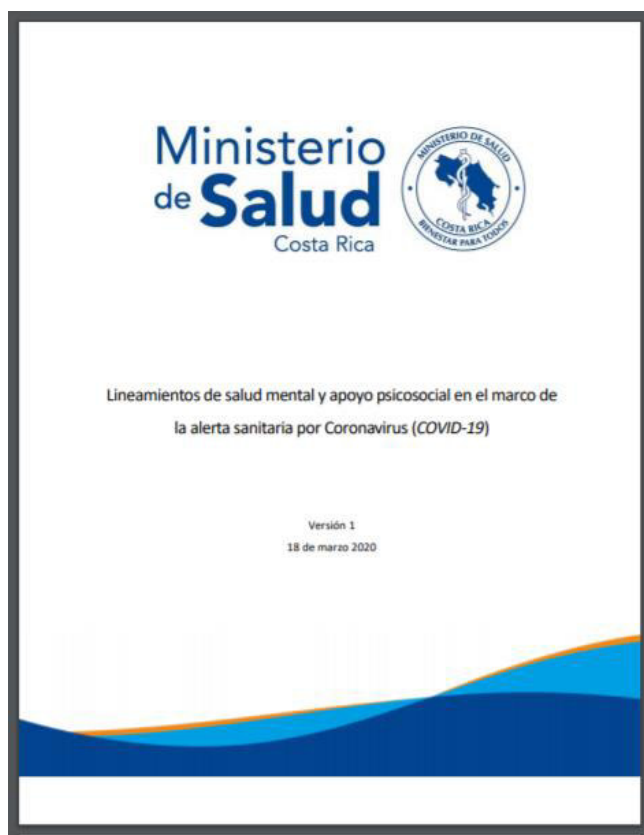 Ministerio
de Salud
Costa Rica
MINISTERIO DE SALUD
COSTA RICA
BIENESTAR PARA TODOS
Lineamientos de salud mental y apoyo psicosocial en el marco de
la alerta sanitaria por Coronavirus (COVID-19)
Versión 1
18 de marzo 2020